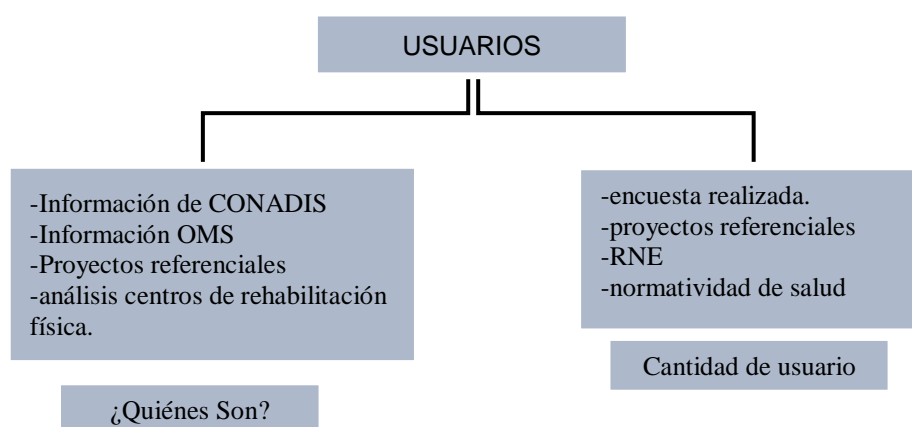 USUARIOS
-Información de CONADIS
-Información OMS
-Proyectos referenciales
-análisis centros de rehabilitación
física.
¿Quiénes Son?
-encuesta realizada.
-proyectos referenciales
-RNE
-normatividad de salud
Cantidad de usuario